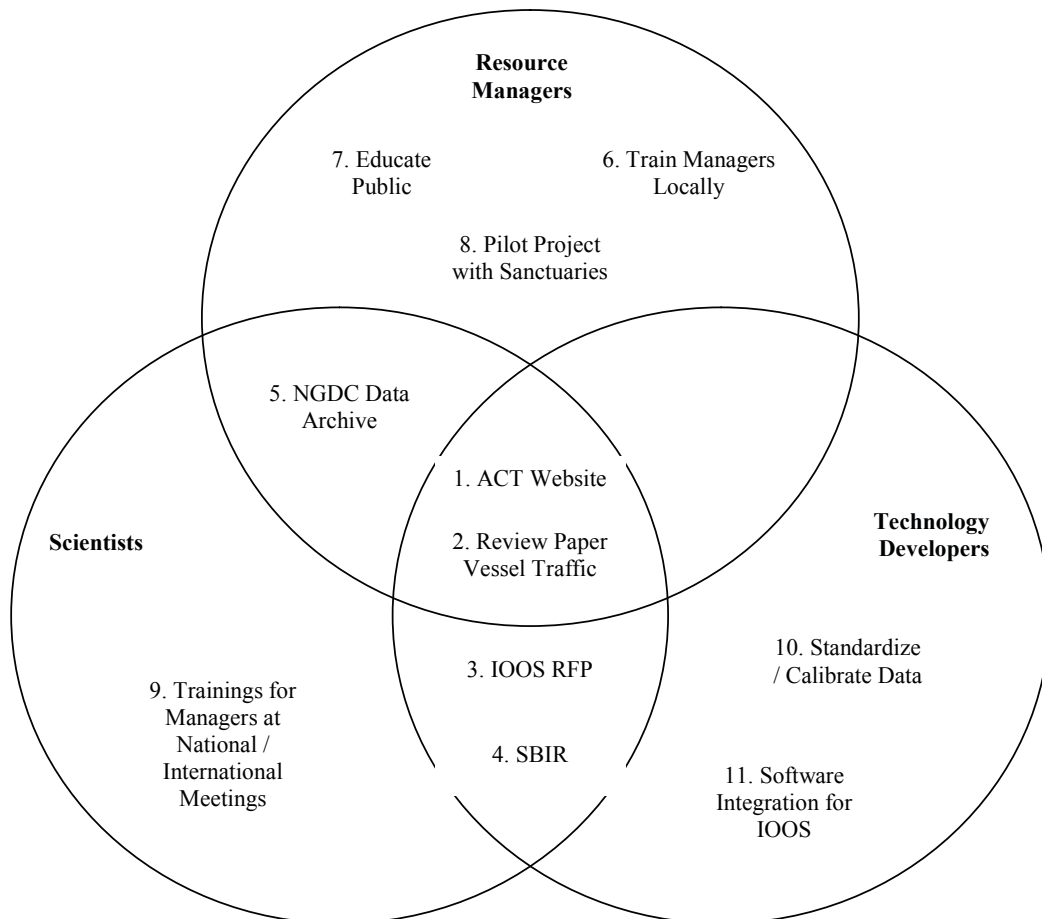 Resource
Managers
7. Educate
Public
6. Train Managers
Locally
8. Pilot Project
with Sanctuaries
5. NGDC Data
Archive
1. ACT Website
2. Review Paper
Vessel Traffic
Scientists
Technology
Developers
3. IOOS RFP
4. SBIR
9. Trainings for
Managers at
National /
International
Meetings
10. Standardize
/ Calibrate Data
11. Software
Integration for
IOOS